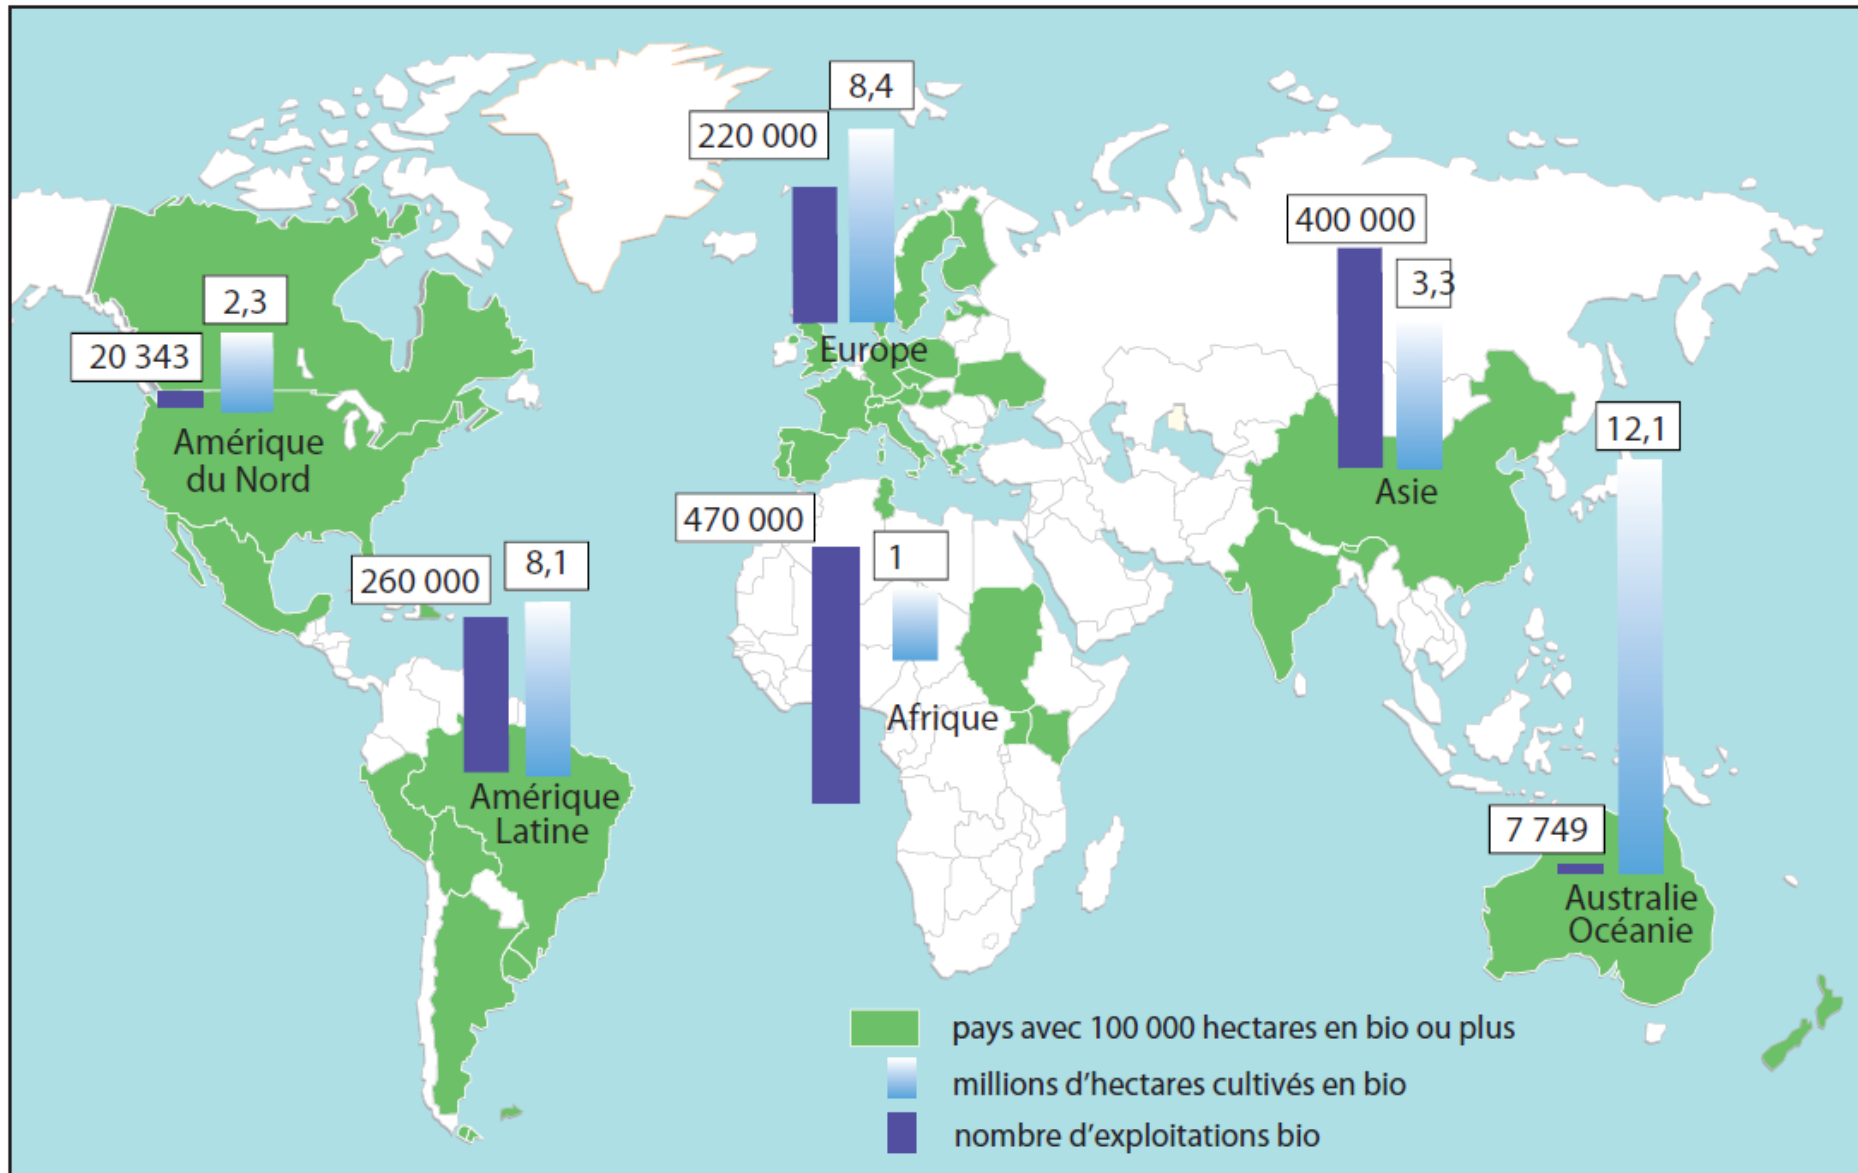 8,4
220 000
400 000
3,3
2,3
20 343
Europe
12,1
Amérique
du Nord
Asie
470 000
1
260 000
8,1
Afrique
Amérique
Latine
7 749
Australie
Océanie
pays avec 100 000 hectares en bio ou plus
millions d’hectares cultivés en bio
nombre d’exploitations bio